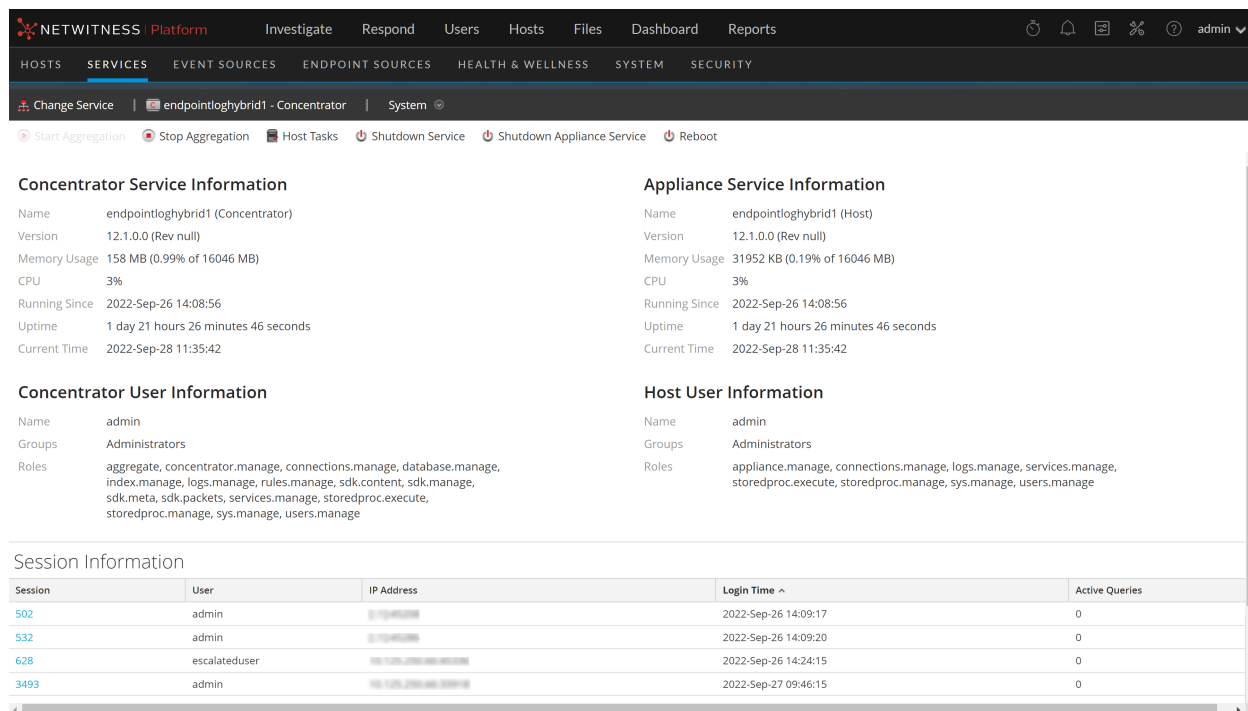 NETWITNESS | Platform Investigate Respond Users Hosts Files Dashboard Reports admin
HOSTS SERVICES EVENT SOURCES ENDPOINT SOURCES HEALTH & WELLNESS SYSTEM SECURITY
Change Service | endpointloghybrid1 - Concentrator | System
Start Aggregation Stop Aggregation Host Tasks Shutdown Service Shutdown Appliance Service Reboot
Concentrator Service Information
Name endpointloghybrid1 (Concentrator)
Version 12.1.0.0 (Rev null)
Memory Usage 158 MB (0.99% of 16046 MB)
CPU 3%
Running Since 2022-Sep-26 14:08:56
Uptime 1 day 21 hours 26 minutes 46 seconds
Current Time 2022-Sep-28 11:35:42
Appliance Service Information
Name endpointloghybrid1 (Host)
Version 12.1.0.0 (Rev null)
Memory Usage 31952 KB (0.19% of 16046 MB)
CPU 3%
Running Since 2022-Sep-26 14:08:56
Uptime 1 day 21 hours 26 minutes 46 seconds
Current Time 2022-Sep-28 11:35:42
Concentrator User Information
Name admin
Groups Administrators
Roles aggregate, concentrator.manage, connections.manage, database.manage,
index.manage, logs.manage, rules.manage, sdk.content, sdk.manage,
sdk.meta, sdk.packets, services.manage, storedproc.execute,
storedproc.manage, sys.manage, users.manage
Host User Information
Name admin
Groups Administrators
Roles appliance.manage, connections.manage, logs.manage, services.manage,
storedproc.execute, storedproc.manage, sys.manage, users.manage
Session Information
Session User IP Address Login Time Active Queries
502 admin 2022-Sep-26 14:09:17 0
532 admin 2022-Sep-26 14:09:20 0
628 escalateduser 2022-Sep-26 14:24:15 0
3493 admin 2022-Sep-27 09:46:15 0